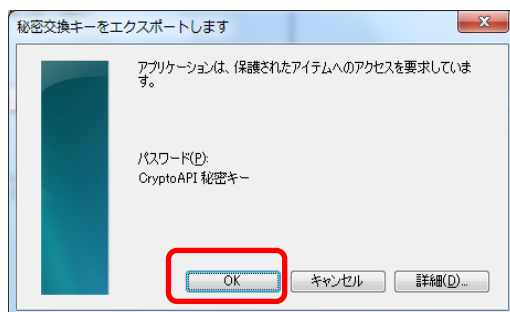 秘密交換キーをエクスポートします
アプリケーションは、保護されたアイテムへのアクセスを要求していま
す。
パスワード(P):
CryptoAPI 秘密キー
OK キャンセル 詳細(D)...